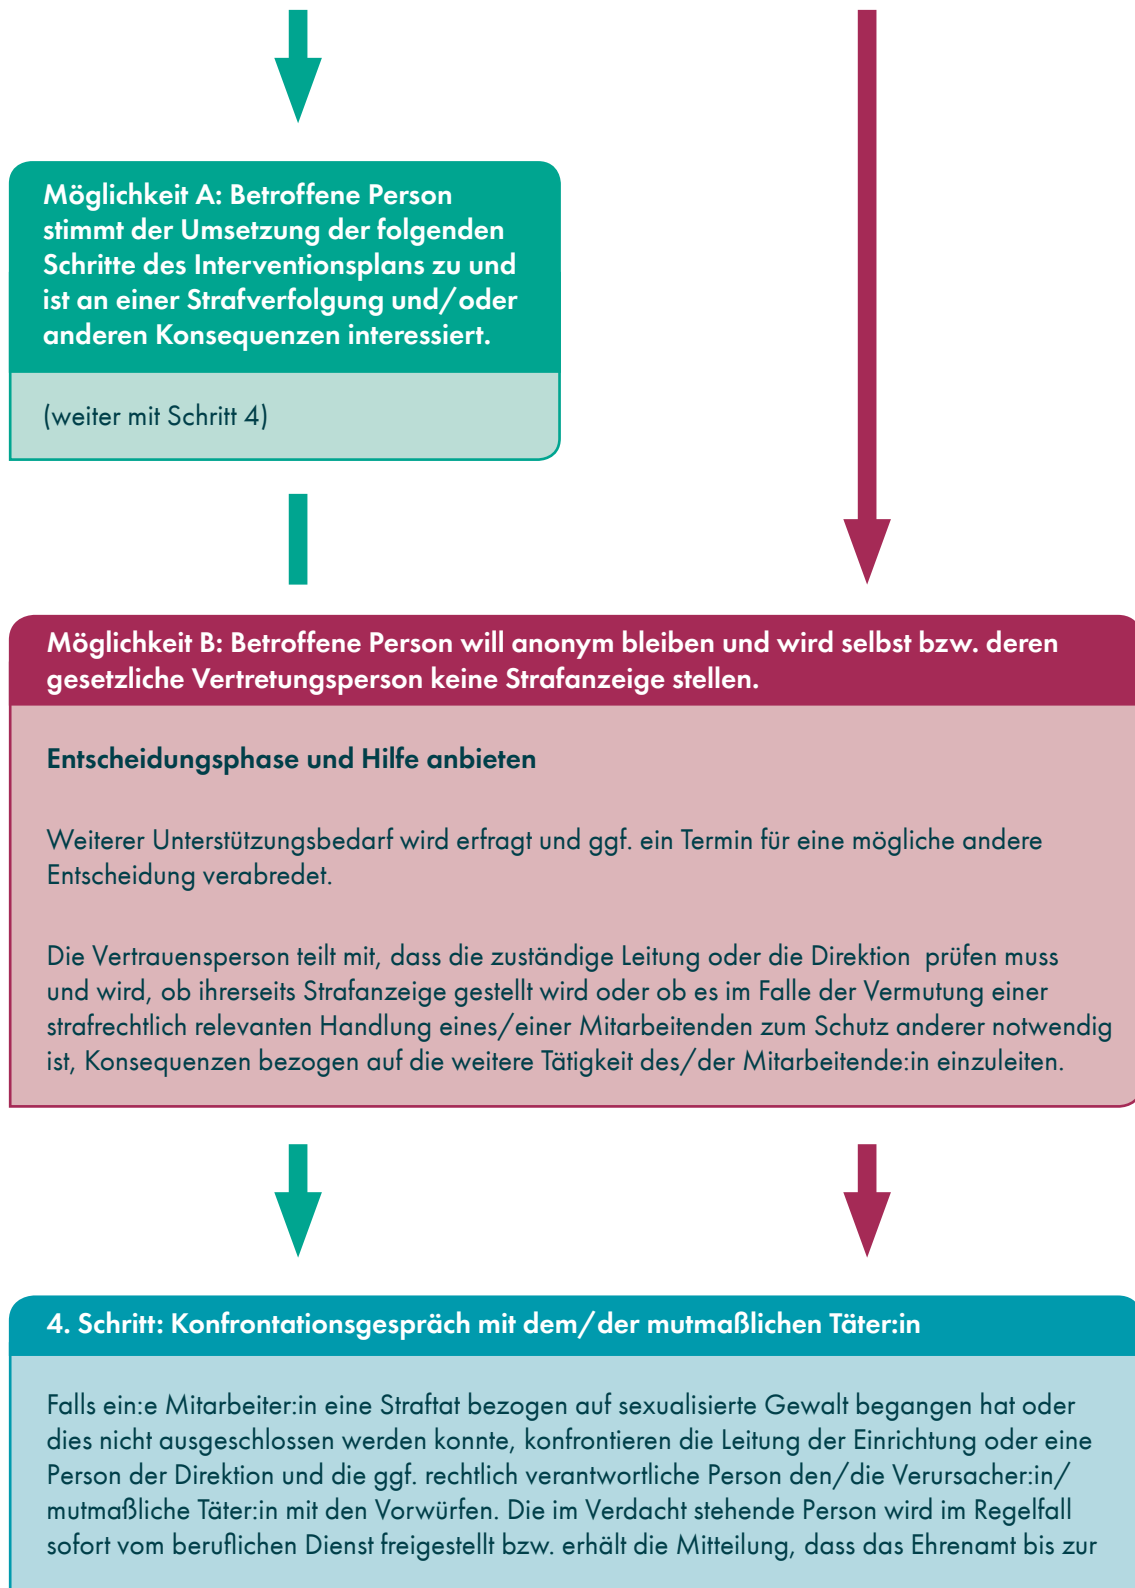 Möglichkeit A: Betroffene Person
stimmt der Umsetzung der folgenden
Schritte des Interventionsplans zu und
ist an einer Strafverfolgung und/oder
anderen Konsequenzen interessiert.
(weiter mit Schritt 4)
Möglichkeit B: Betroffene Person will anonym bleiben und wird selbst bzw. deren
gesetzliche Vertretungsperson keine Strafanzeige stellen.
Entscheidungsphase und Hilfe anbieten
Weiterer Unterstützungsbedarf wird erfragt und ggf. ein Termin für eine mögliche andere
Entscheidung verabredet.
Die Vertrauensperson teilt mit, dass die zuständige Leitung oder die Direktion  prüfen muss
und wird, ob ihrerseits Strafanzeige gestellt wird oder ob es im Falle der Vermutung einer
strafrechtlich relevanten Handlung eines/einer Mitarbeitenden zum Schutz anderer notwendig
ist, Konsequenzen bezogen auf die weitere Tätigkeit des/der Mitarbeitende:in einzuleiten.
4. Schritt: Konfrontationsgespräch mit dem/der mutmaßlichen Täter:in
Falls ein:e Mitarbeiter:in eine Straftat bezogen auf sexualisierte Gewalt begangen hat oder
dies nicht ausgeschlossen werden konnte, konfrontieren die Leitung der Einrichtung oder eine
Person der Direktion und die ggf. rechtlich verantwortliche Person den/die Verursacher:in/
mutmaßliche Täter:in mit den Vorwürfen. Die im Verdacht stehende Person wird im Regelfall
sofort vom beruflichen Dienst freigestellt bzw. erhält die Mitteilung, dass das Ehrenamt bis zur